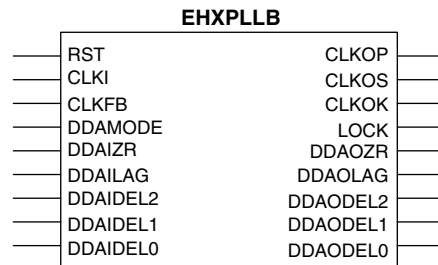 EHXPLLB
RST CLKOP
CLKI CLKOS
CLKFB CLKOK
DDAMODE LOCK
DDAIZR DDAOZR
DDAILAG DDAOLAG
DDAIDEL2 DDAODEL2
DDAIDEL1 DDAODEL1
DDAIDEL0 DDAODEL0